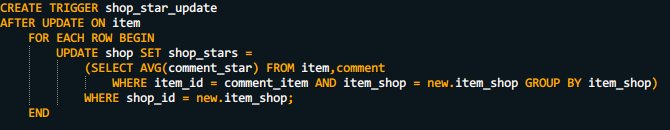 CREATE TRIGGER shop_star_update
AFTER UPDATE ON item
FOR EACH ROW BEGIN
UPDATE shop SET shop_stars =
(SELECT AVG(comment_star) FROM item,comment
WHERE item_id = comment_item AND item_shop = new.item_shop GROUP BY item_shop)
WHERE shop_id = new.item_shop;
END